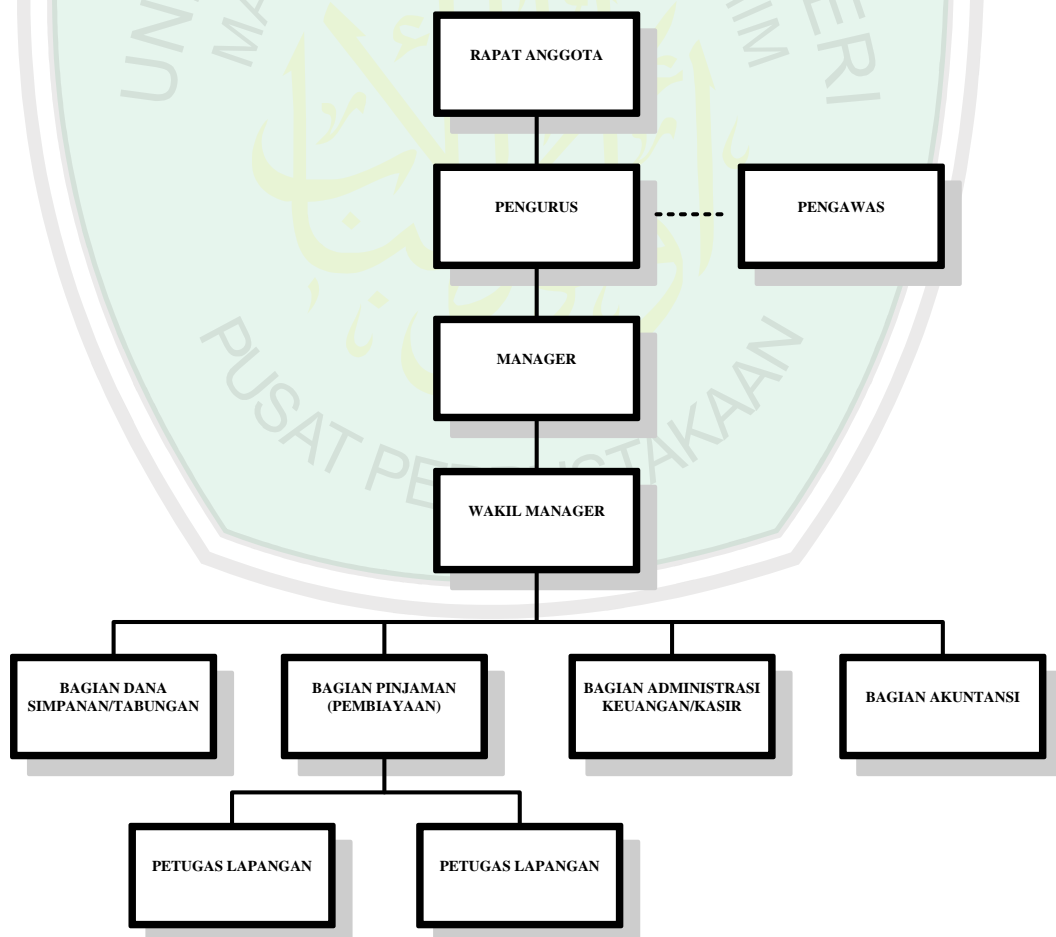 RAPAT ANGGOTA
PENGURUS
PENGAWAS
MANAGER
WAKIL MANAGER
BAGIAN DANA
SIMPANAN/TABUNGAN
BAGIAN PINJAMAN
(PEMBIAYAAN)
BAGIAN ADMINISTRASI
KEUANGAN/KASIR
BAGIAN AKUNTANSI
PETUGAS LAPANGAN
PETUGAS LAPANGAN
PUSAT